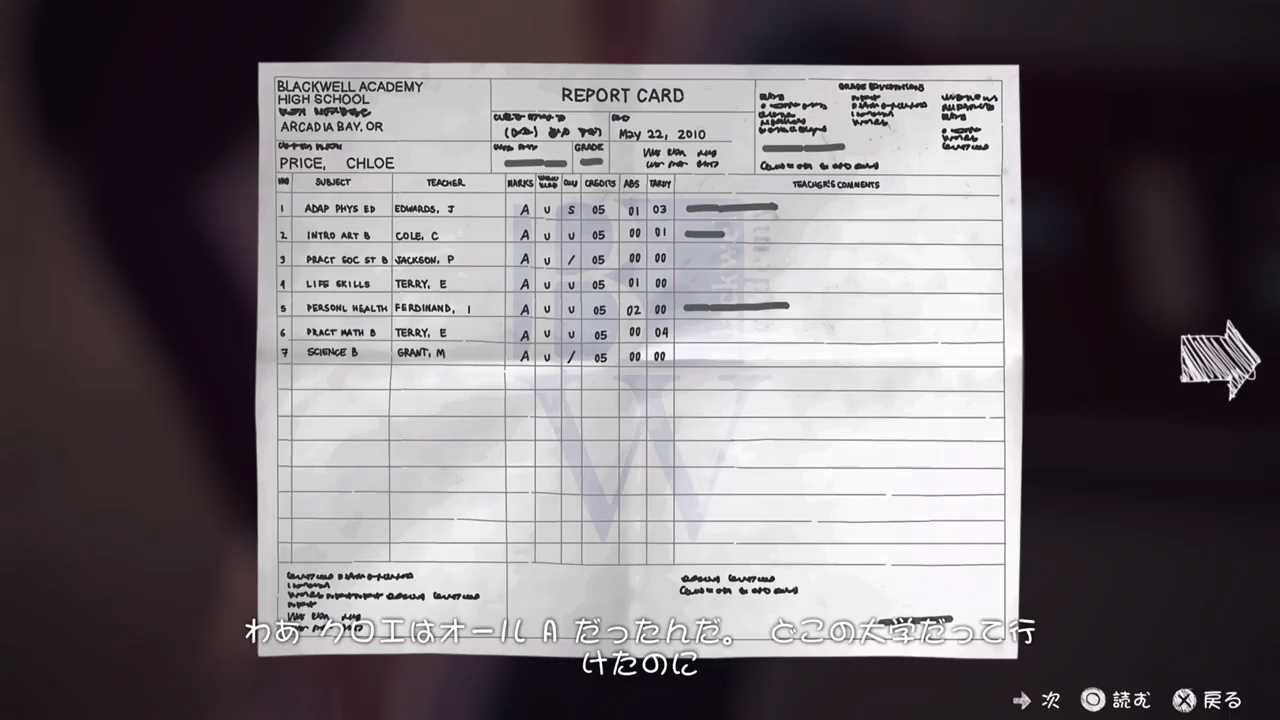 BLACKWELL ACADEMY
HIGH SCHOOL
ARCADIA BAY, OR
REPORT CARD
May 22, 2010
GRADE
PRICE, CHLOE
SUBJECT TEACHER MARKS CREDITS ABS TARDY TEACHER'S COMMENTS
1 ADAP PHYS ED EDWARDS, J A U S 05 01 03
2 INTRO ART B COLE, C A U U 05 00 01
3 PRACT SOC ST B JACKSON, P A U / 05 00 00
4 LIFE SKILLS TERRY, E A U U 05 01 00
5 PERSONL HEALTH FERDINAND, I A U U 05 02 00
6 PRACT MATH B TERRY, E A U U 05 00 04
7 SCIENCE B GRANT, M A U / 05 00 00
わあ クロエはオール A だったんだ。 どこの大学だって行
けたのに
次 読む 戻る